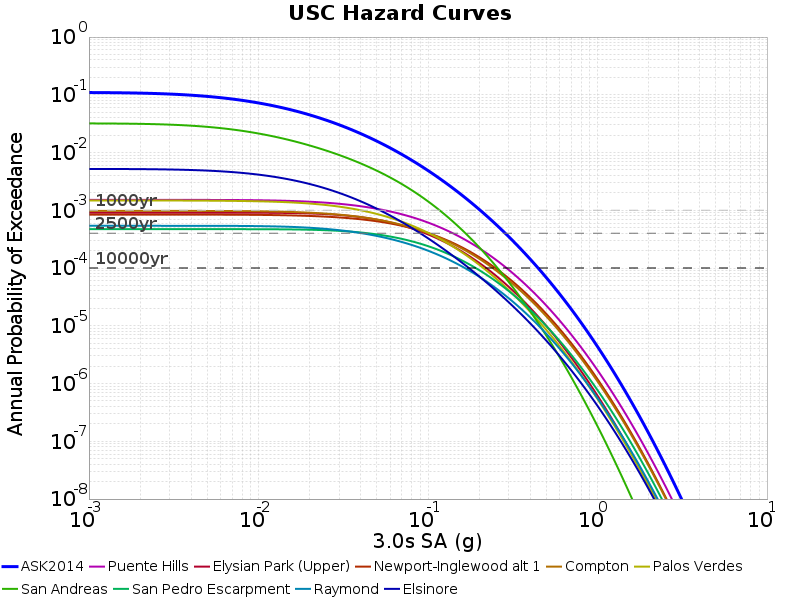 USC Hazard Curves
Annual Probability of Exceedance
10^0
10^-1
10^-2
10^-3
10^-4
10^-5
10^-6
10^-7
10^-8
1000yr
2500yr
10000yr
10^-3 10^-2 10^-1 10^0 10^1
3.0s SA (g)
ASK2014 Puente Hills Elysian Park (Upper) Newport-Inglewood alt 1 Compton Palos Verdes
San Andreas San Pedro Escarpment Raymond Elsinore